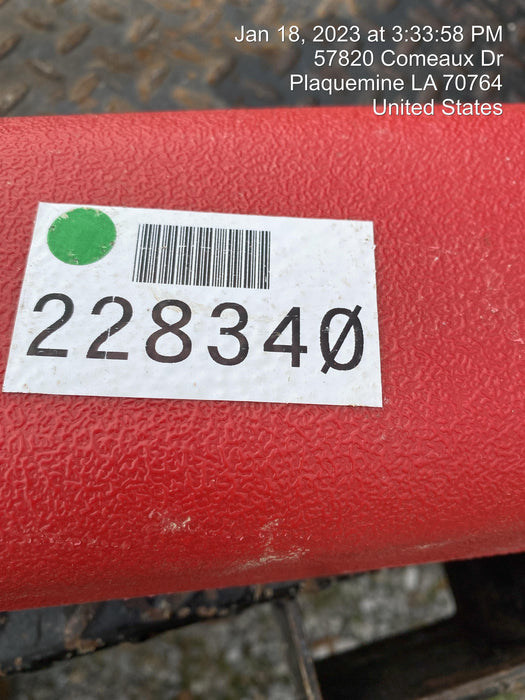 Jan 18, 2023 at 3:33:58 PM
57820 Comeaux Dr
Plaquemine LA 70764
United States
228340